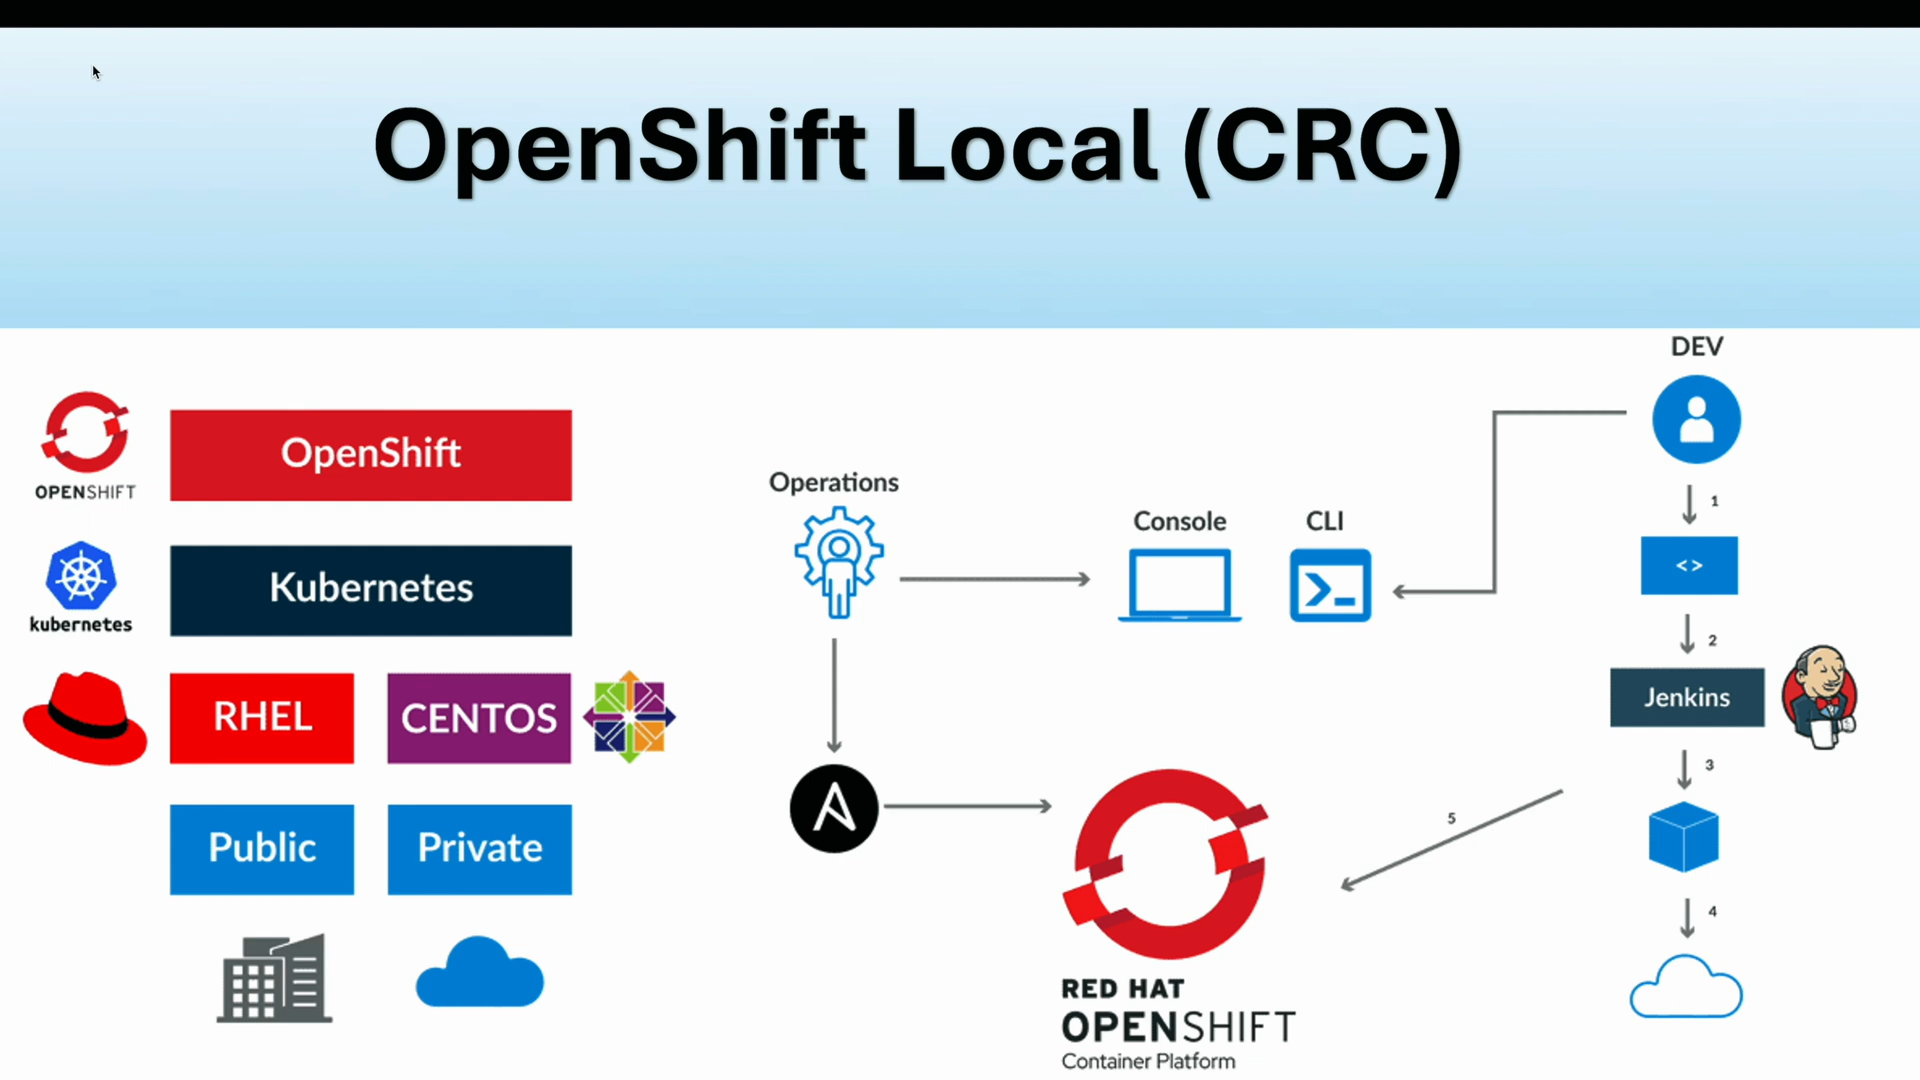 OpenShift Local (CRC)
OPENSHIFT
OpenShift
kubernetes
Kubernetes
RHEL
CENTOS
Public
Private
Operations
Console
CLI
DEV
1
<>
2
Jenkins
3
4
5
RED HAT
OPENSHIFT
Container Platform